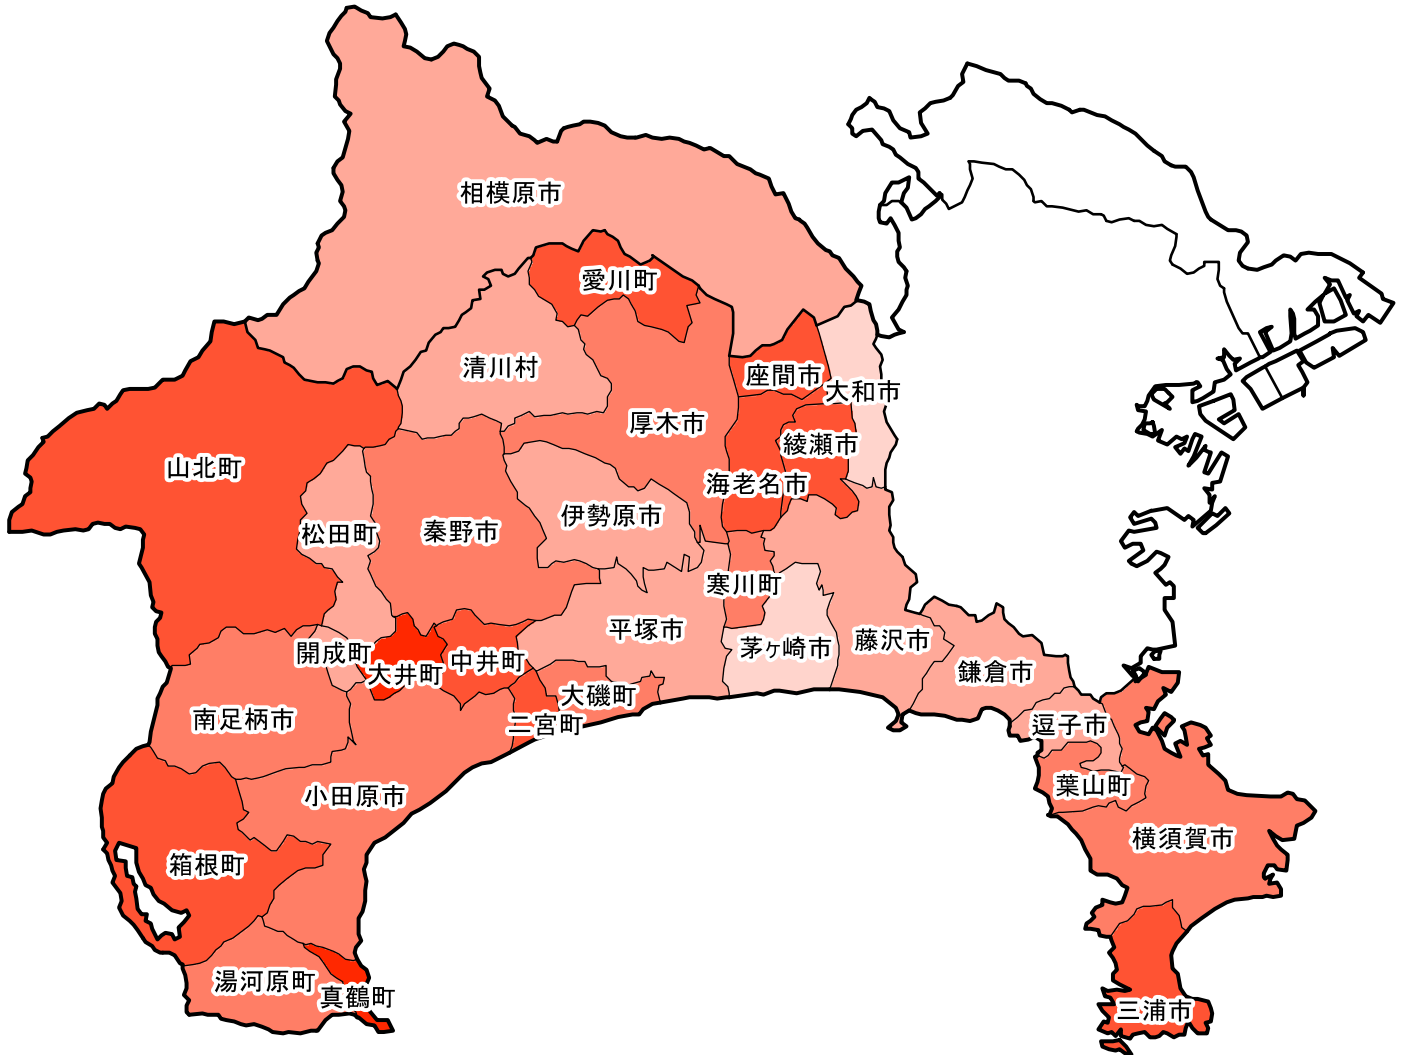 相模原市
愛川町
清川村
座間市
大和市
厚木市
綾瀬市
山北町
海老名市
伊勢原市
秦野市
松田町
寒川町
平塚市
藤沢市
茅ヶ崎市
開成町
中井町
大井町
鎌倉市
大磯町
南足柄市
二宮町
逗子市
葉山町
小田原市
横須賀市
箱根町
湯河原町
真鶴町
三浦市